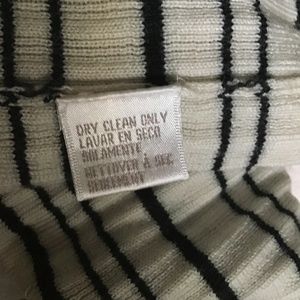 DRY CLEAN ONLY
LAVAR EN SECO
SOLAMENTE
NETTOYER À SEC
SEULEMENT